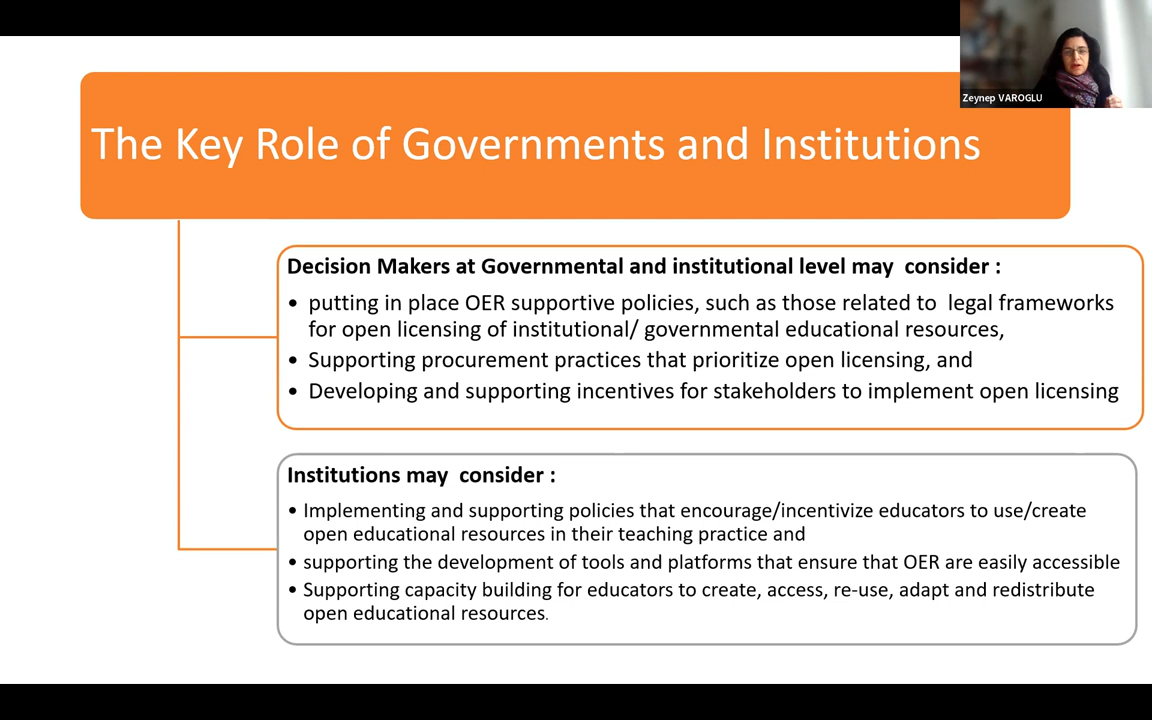 Zeynep VAROGLU
The Key Role of Governments and Institutions
Decision Makers at Governmental and institutional level may  consider :
• putting in place OER supportive policies, such as those related to  legal frameworks
for open licensing of institutional/ governmental educational resources,
• Supporting procurement practices that prioritize open licensing, and
• Developing and supporting incentives for stakeholders to implement open licensing
Institutions may  consider :
• Implementing and supporting policies that encourage/incentivize educators to use/create
open educational resources in their teaching practice and
• supporting the development of tools and platforms that ensure that OER are easily accessible
• Supporting capacity building for educators to create, access, re-use, adapt and redistribute
open educational resources.